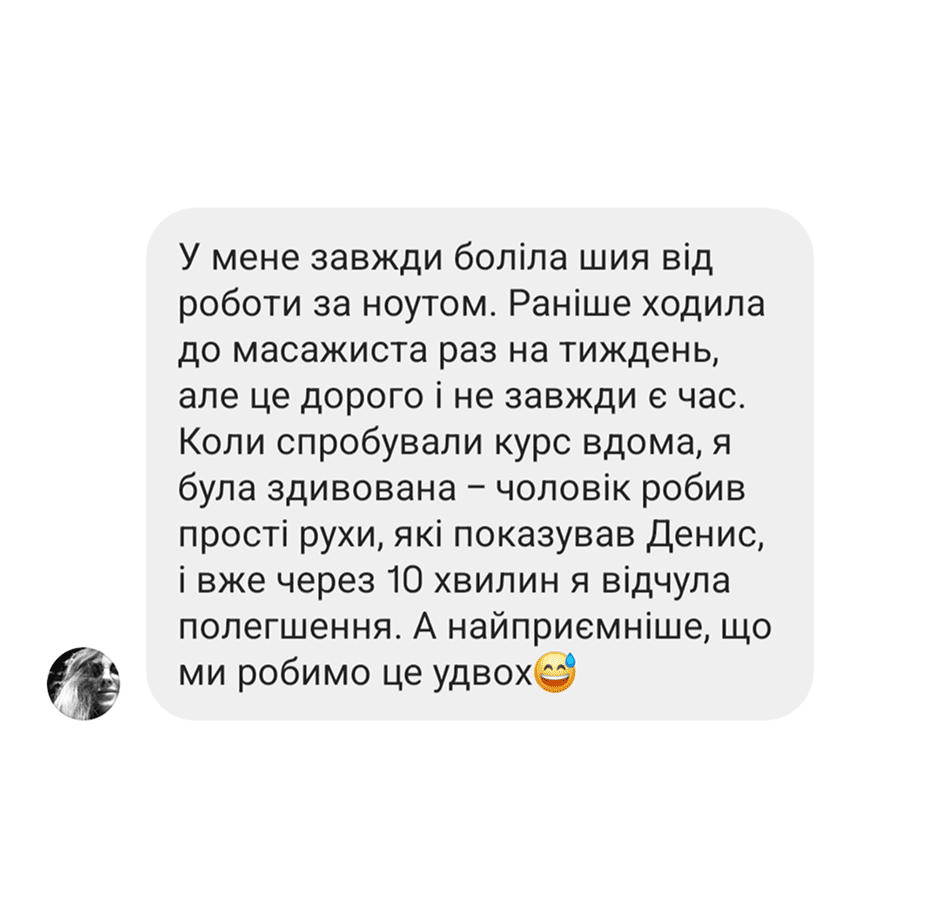 У мене завжди боліла шия від
роботи за ноутом. Раніше ходила
до масажиста раз на тиждень,
але це дорого і не завжди є час.
Коли спробували курс вдома, я
була здивована – чоловік робив
прості рухи, які показував Денис,
і вже через 10 хвилин я відчула
полегшення. А найприємніше, що
ми робимо це удвох😅